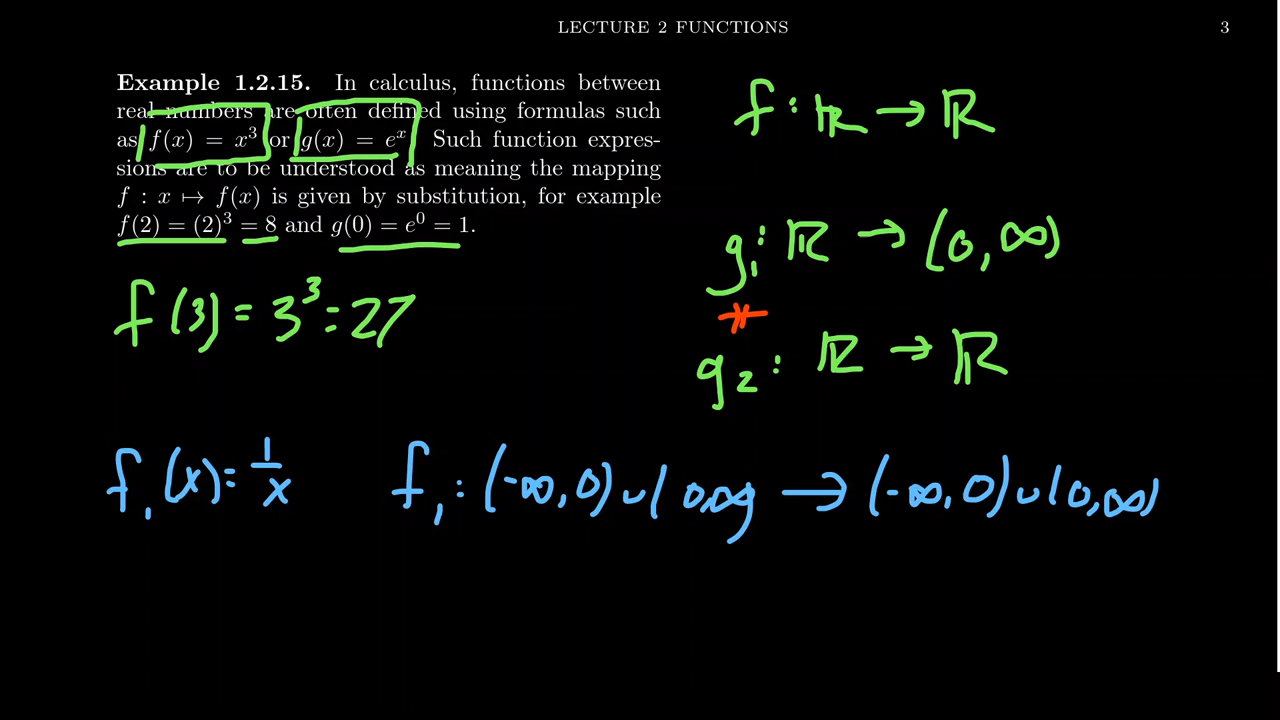 LECTURE 2 FUNCTIONS
3
Example 1.2.15. In calculus, functions between
real numbers are often defined using formulas such
as f(x) = x³ or g(x) = eˣ. Such function expres-
sions are to be understood as meaning the mapping
f : x ↦ f(x) is given by substitution, for example
f(2) = (2)³ = 8 and g(0) = e⁰ = 1.
f : ℝ → ℝ
g₁ : ℝ → (0, ∞)
f(3) = 3³ = 27
≠
g₂ : ℝ → ℝ
f₁(x) = 1/x
f₁ : (-∞, 0) ∪ (0, ∞) → (-∞, 0) ∪ (0, ∞)